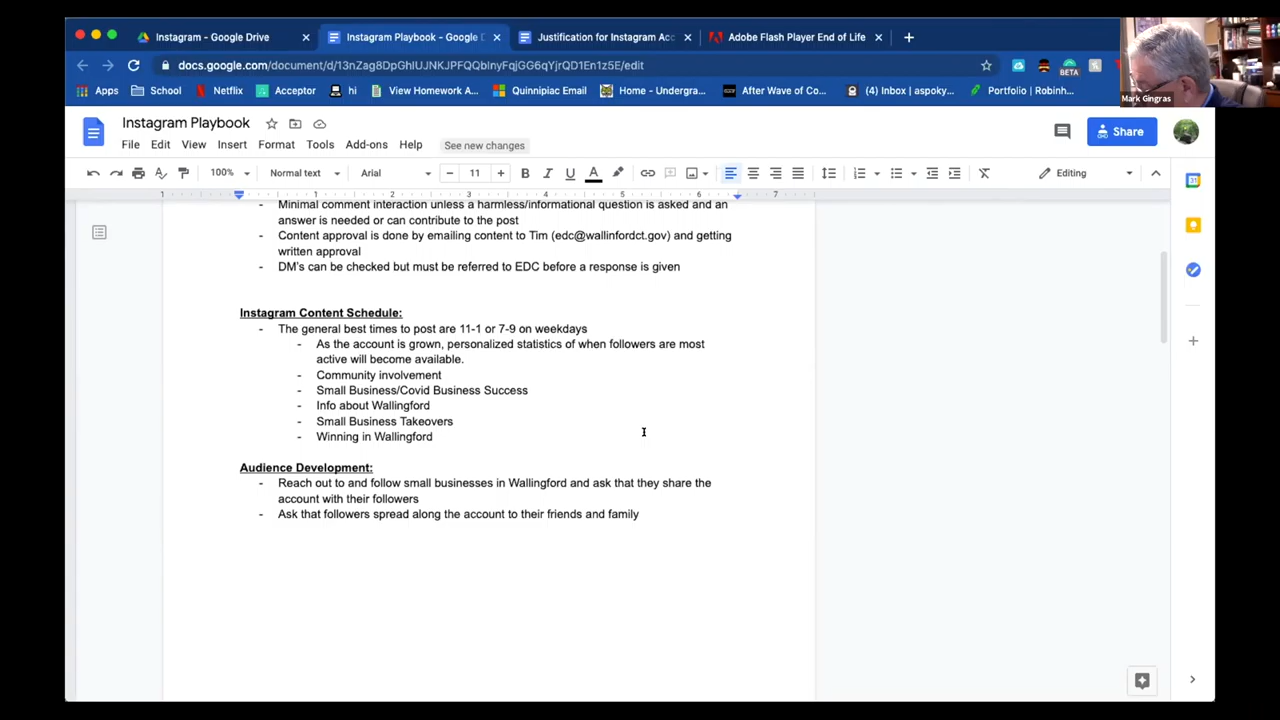 Instagram - Google Drive
Instagram Playbook - Google D
Justification for Instagram Acc
Adobe Flash Player End of Life
docs.google.com/document/d/13nZag8DpGhIUJNKJPFQQbInyFqjGG6qYjrQD1En1z5E/edit
BETA
Apps
School
Netflix
Acceptor
hi
View Homework A...
Quinnipiac Email
Home - Undergra...
After Wave of Co...
(4) Inbox | aspoky...
Portfolio | Robinh...
Mark Gingras
Instagram Playbook
File Edit View Insert Format Tools Add-ons Help See new changes
Share
100% Normal text Arial 11 Editing
1 1 2 3 4 5 6 7
Minimal comment interaction unless a harmless/informational question is asked and an
answer is needed or can contribute to the post
- Content approval is done by emailing content to Tim (edc@wallinfordct.gov) and getting
written approval
- DM's can be checked but must be referred to EDC before a response is given
Instagram Content Schedule:
- The general best times to post are 11-1 or 7-9 on weekdays
- As the account is grown, personalized statistics of when followers are most
active will become available.
- Community involvement
- Small Business/Covid Business Success
- Info about Wallingford
- Small Business Takeovers
- Winning in Wallingford
Audience Development:
- Reach out to and follow small businesses in Wallingford and ask that they share the
account with their followers
- Ask that followers spread along the account to their friends and family